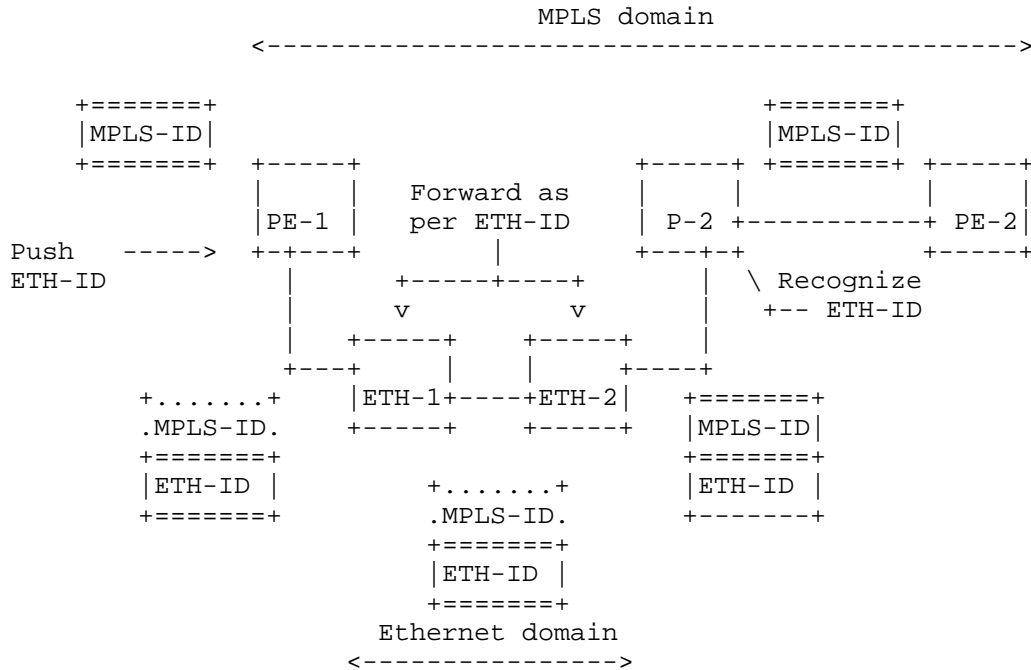 MPLS domain
<----------------------------------------------->
+=======+ +=======+
|MPLS-ID| |MPLS-ID|
+=======+ +-----+ +-----+ +=======+ +-----+
| | Forward as | | | |
|PE-1 | per ETH-ID | P-2 +-----------+ PE-2|
Push -----> +-+---+ | +---+-+ +-----+
ETH-ID | +-----+----+ | \ Recognize
| v v | +-- ETH-ID
| +-----+ +-----+ |
+---+ | | +----+
+.......+ |ETH-1+----+ETH-2| +=======+
.MPLS-ID. +-----+ +-----+ |MPLS-ID|
+=======+ +=======+
|ETH-ID | +.......+ |ETH-ID |
+=======+ .MPLS-ID. +-------+
+=======+
|ETH-ID |
+=======+
Ethernet domain
<---------------->